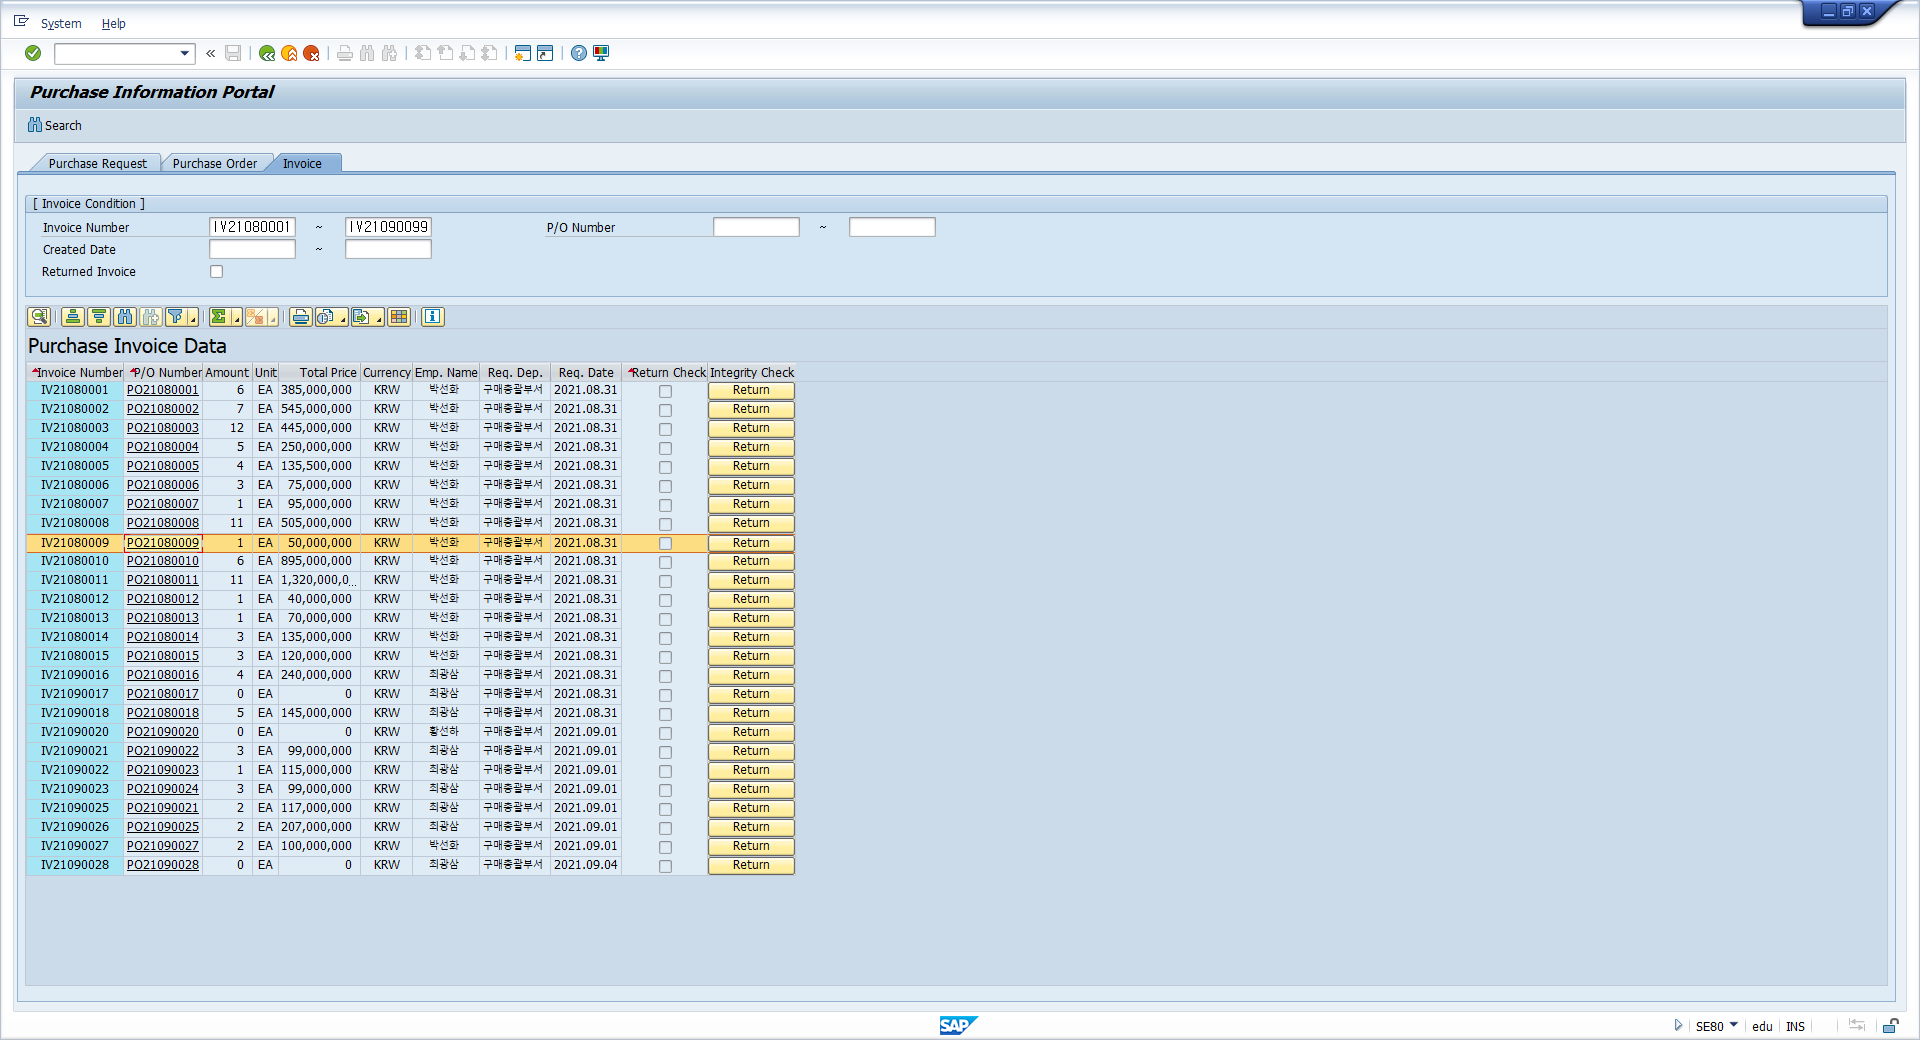 System Help
Purchase Information Portal
Search
Purchase Request Purchase Order Invoice
[ Invoice Condition ]
Invoice Number IV21080001 ~ IV21090099 P/O Number ~
Created Date ~
Returned Invoice
Purchase Invoice Data
Invoice Number P/O Number Amount Unit Total Price Currency Emp. Name Req. Dep. Req. Date Return Check Integrity Check
IV21080001 PO21080001 6 EA 385,000,000 KRW 박선화 구매총괄부서 2021.08.31 Return
IV21080002 PO21080002 7 EA 545,000,000 KRW 박선화 구매총괄부서 2021.08.31 Return
IV21080003 PO21080003 12 EA 445,000,000 KRW 박선화 구매총괄부서 2021.08.31 Return
IV21080004 PO21080004 5 EA 250,000,000 KRW 박선화 구매총괄부서 2021.08.31 Return
IV21080005 PO21080005 4 EA 135,500,000 KRW 박선화 구매총괄부서 2021.08.31 Return
IV21080006 PO21080006 3 EA 75,000,000 KRW 박선화 구매총괄부서 2021.08.31 Return
IV21080007 PO21080007 1 EA 95,000,000 KRW 박선화 구매총괄부서 2021.08.31 Return
IV21080008 PO21080008 11 EA 505,000,000 KRW 박선화 구매총괄부서 2021.08.31 Return
IV21080009 PO21080009 1 EA 50,000,000 KRW 박선화 구매총괄부서 2021.08.31 Return
IV21080010 PO21080010 6 EA 895,000,000 KRW 박선화 구매총괄부서 2021.08.31 Return
IV21080011 PO21080011 11 EA 1,320,000,0... KRW 박선화 구매총괄부서 2021.08.31 Return
IV21080012 PO21080012 1 EA 40,000,000 KRW 박선화 구매총괄부서 2021.08.31 Return
IV21080013 PO21080013 1 EA 70,000,000 KRW 박선화 구매총괄부서 2021.08.31 Return
IV21080014 PO21080014 3 EA 135,000,000 KRW 박선화 구매총괄부서 2021.08.31 Return
IV21080015 PO21080015 3 EA 120,000,000 KRW 박선화 구매총괄부서 2021.08.31 Return
IV21090016 PO21080016 4 EA 240,000,000 KRW 최광삼 구매총괄부서 2021.08.31 Return
IV21090017 PO21080017 0 EA 0 KRW 최광삼 구매총괄부서 2021.08.31 Return
IV21090018 PO21080018 5 EA 145,000,000 KRW 최광삼 구매총괄부서 2021.08.31 Return
IV21090020 PO21090020 0 EA 0 KRW 황선하 구매총괄부서 2021.09.01 Return
IV21090021 PO21090022 3 EA 99,000,000 KRW 최광삼 구매총괄부서 2021.09.01 Return
IV21090022 PO21090023 1 EA 115,000,000 KRW 최광삼 구매총괄부서 2021.09.01 Return
IV21090023 PO21090024 3 EA 99,000,000 KRW 최광삼 구매총괄부서 2021.09.01 Return
IV21090025 PO21090021 2 EA 117,000,000 KRW 최광삼 구매총괄부서 2021.09.01 Return
IV21090026 PO21090025 2 EA 207,000,000 KRW 최광삼 구매총괄부서 2021.09.01 Return
IV21090027 PO21090027 2 EA 100,000,000 KRW 박선화 구매총괄부서 2021.09.01 Return
IV21090028 PO21090028 0 EA 0 KRW 최광삼 구매총괄부서 2021.09.04 Return
SAP SE80 edu INS